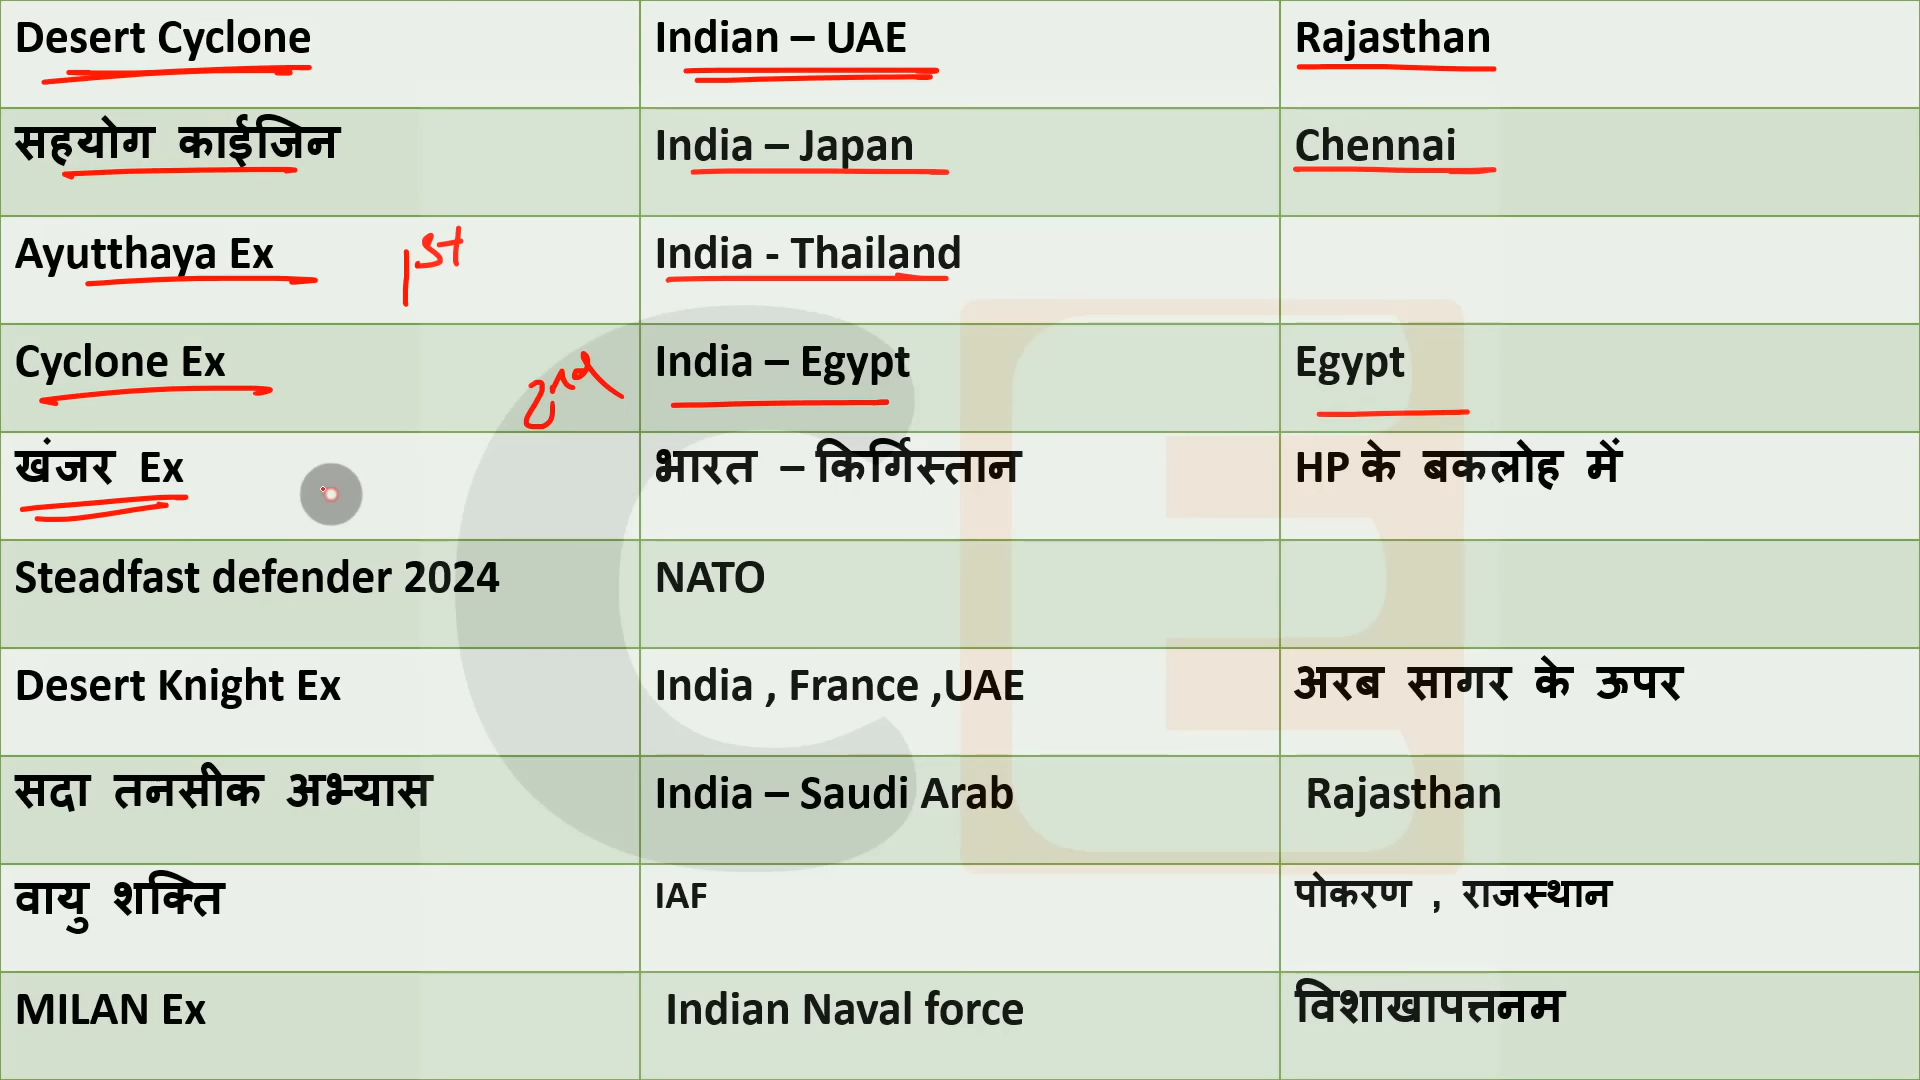 Desert Cyclone Indian – UAE Rajasthan
सहयोग काईजिन India – Japan Chennai
Ayutthaya Ex 1st India - Thailand
Cyclone Ex 2nd India – Egypt Egypt
खंजर Ex भारत – किर्गिस्तान HP के बकलोह में
Steadfast defender 2024 NATO
Desert Knight Ex India , France ,UAE अरब सागर के ऊपर
सदा तनसीक अभ्यास India – Saudi Arab Rajasthan
वायु शक्ति IAF पोकरण , राजस्थान
MILAN Ex Indian Naval force विशाखापत्तनम